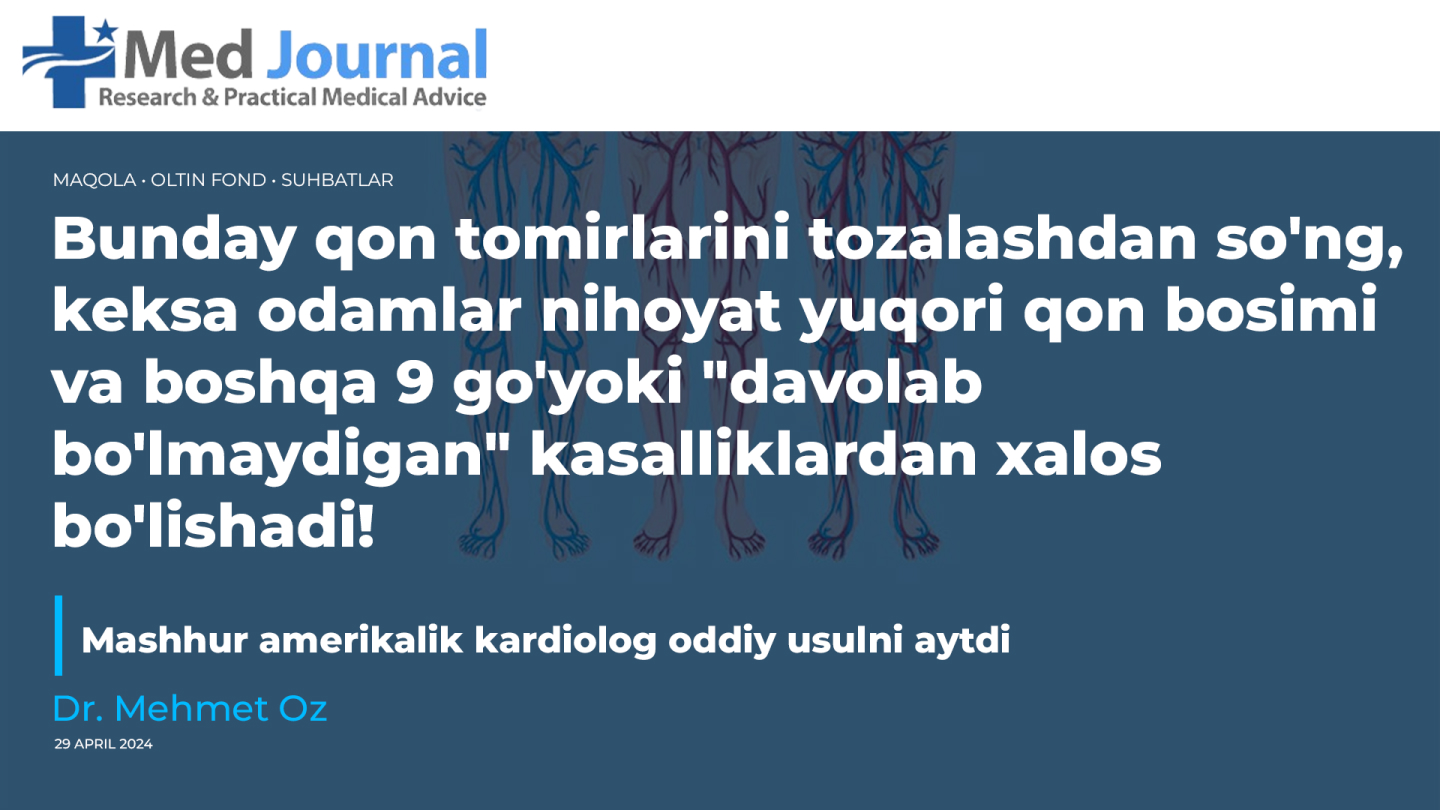 Med Journal
Research & Practical Medical Advice
MAQOLA • OLTIN FOND • SUHBATLAR
Bunday qon tomirlarini tozalashdan so'ng,
keksa odamlar nihoyat yuqori qon bosimi
va boshqa 9 go'yoki "davolab
bo'lmaydigan" kasalliklardan xalos
bo'lishadi!
Mashhur amerikalik kardiolog oddiy usulni aytdi
Dr. Mehmet Oz
29 APRIL 2024